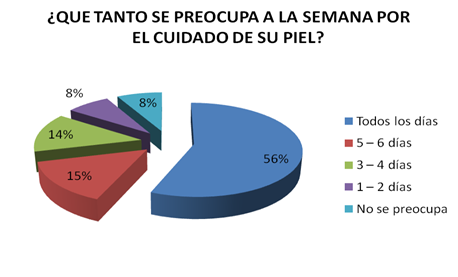 ¿QUE TANTO SE PREOCUPA A LA SEMANA POR
EL CUIDADO DE SU PIEL?
8%
8%
14%
15%
56%
Todos los días
5 – 6 días
3 – 4 días
1 – 2 días
No se preocupa